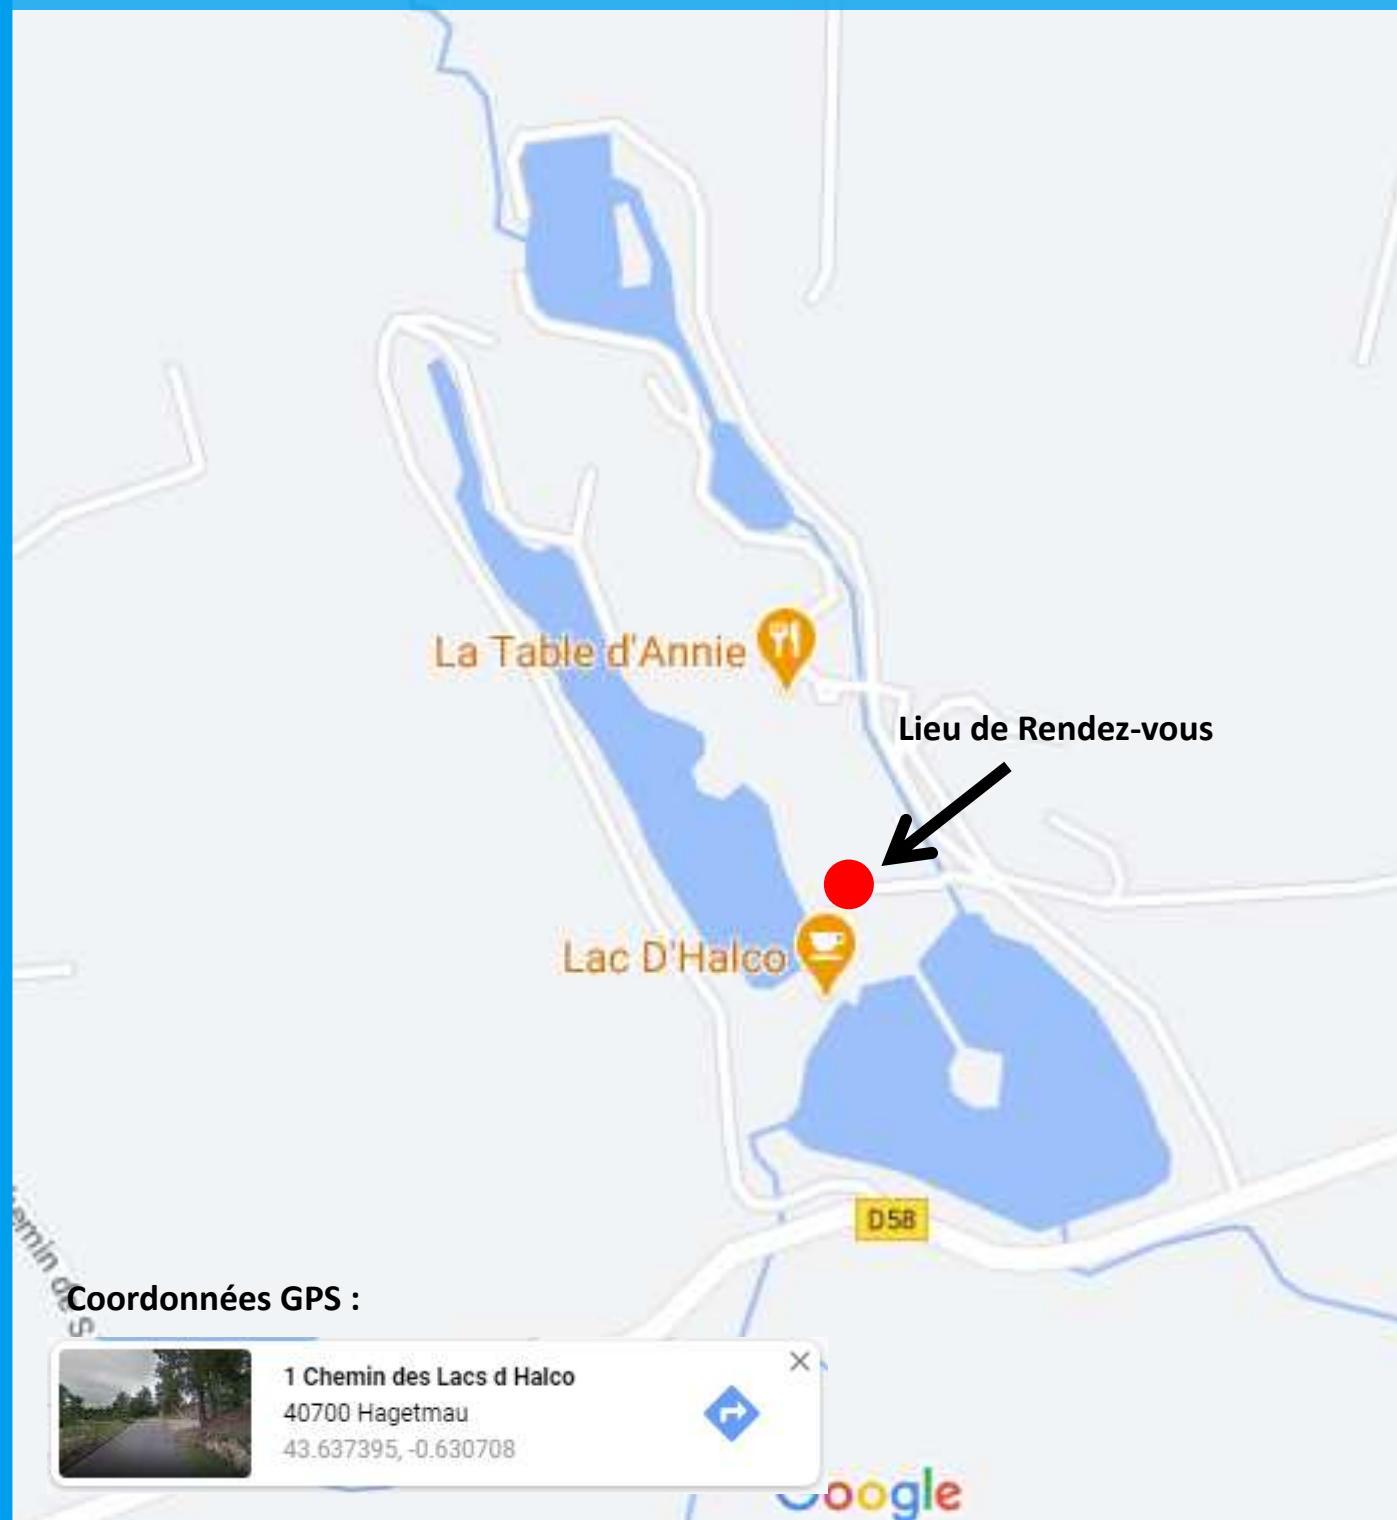 La Table d'Annie
Lieu de Rendez-vous
Lac D'Halco
D58
Coordonnées GPS :
1 Chemin des Lacs d Halco
40700 Hagetmau
43.637395, -0.630708
Google